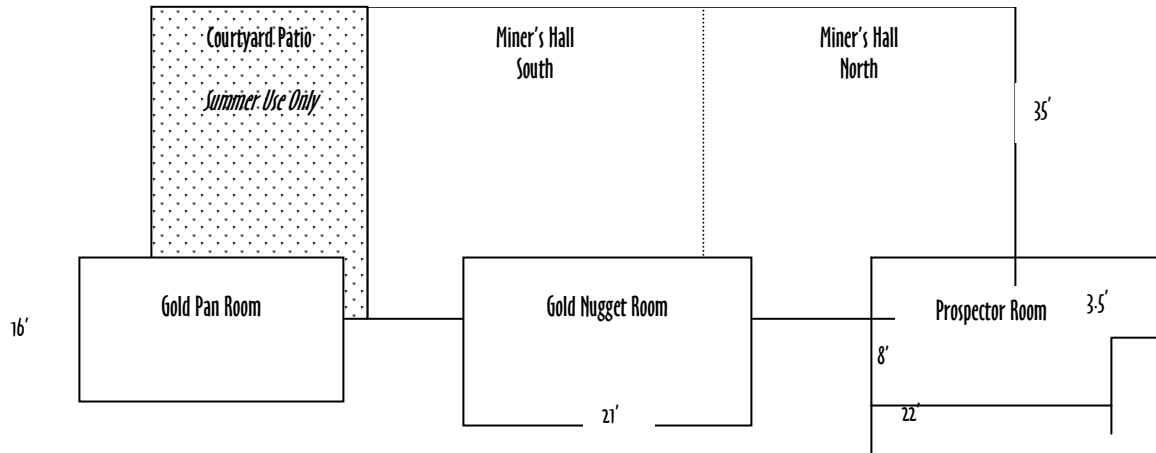 Courtyard Patio
Summer Use Only
Miner's Hall
South
Miner's Hall
North
35'
Gold Pan Room
16'
Gold Nugget Room
21'
Prospector Room
3.5'
8'
22'